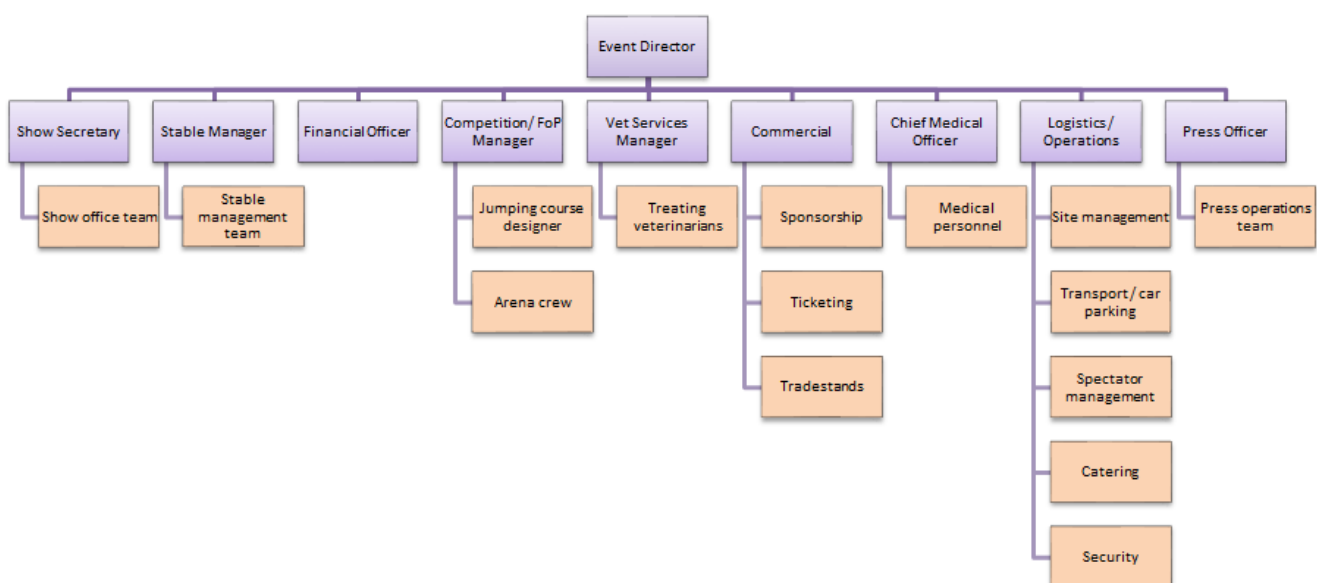 Event Director
Show Secretary
Stable Manager
Financial Officer
Competition/ FoP
Manager
Vet Services
Manager
Commercial
Chief Medical
Officer
Logistics/
Operations
Press Officer
Show office team
Stable
management
team
Jumping course
designer
Treating
veterinarians
Sponsorship
Medical
personnel
Site management
Press operations
team
Arena crew
Ticketing
Transport/ car
parking
Tradestands
Spectator
management
Catering
Security